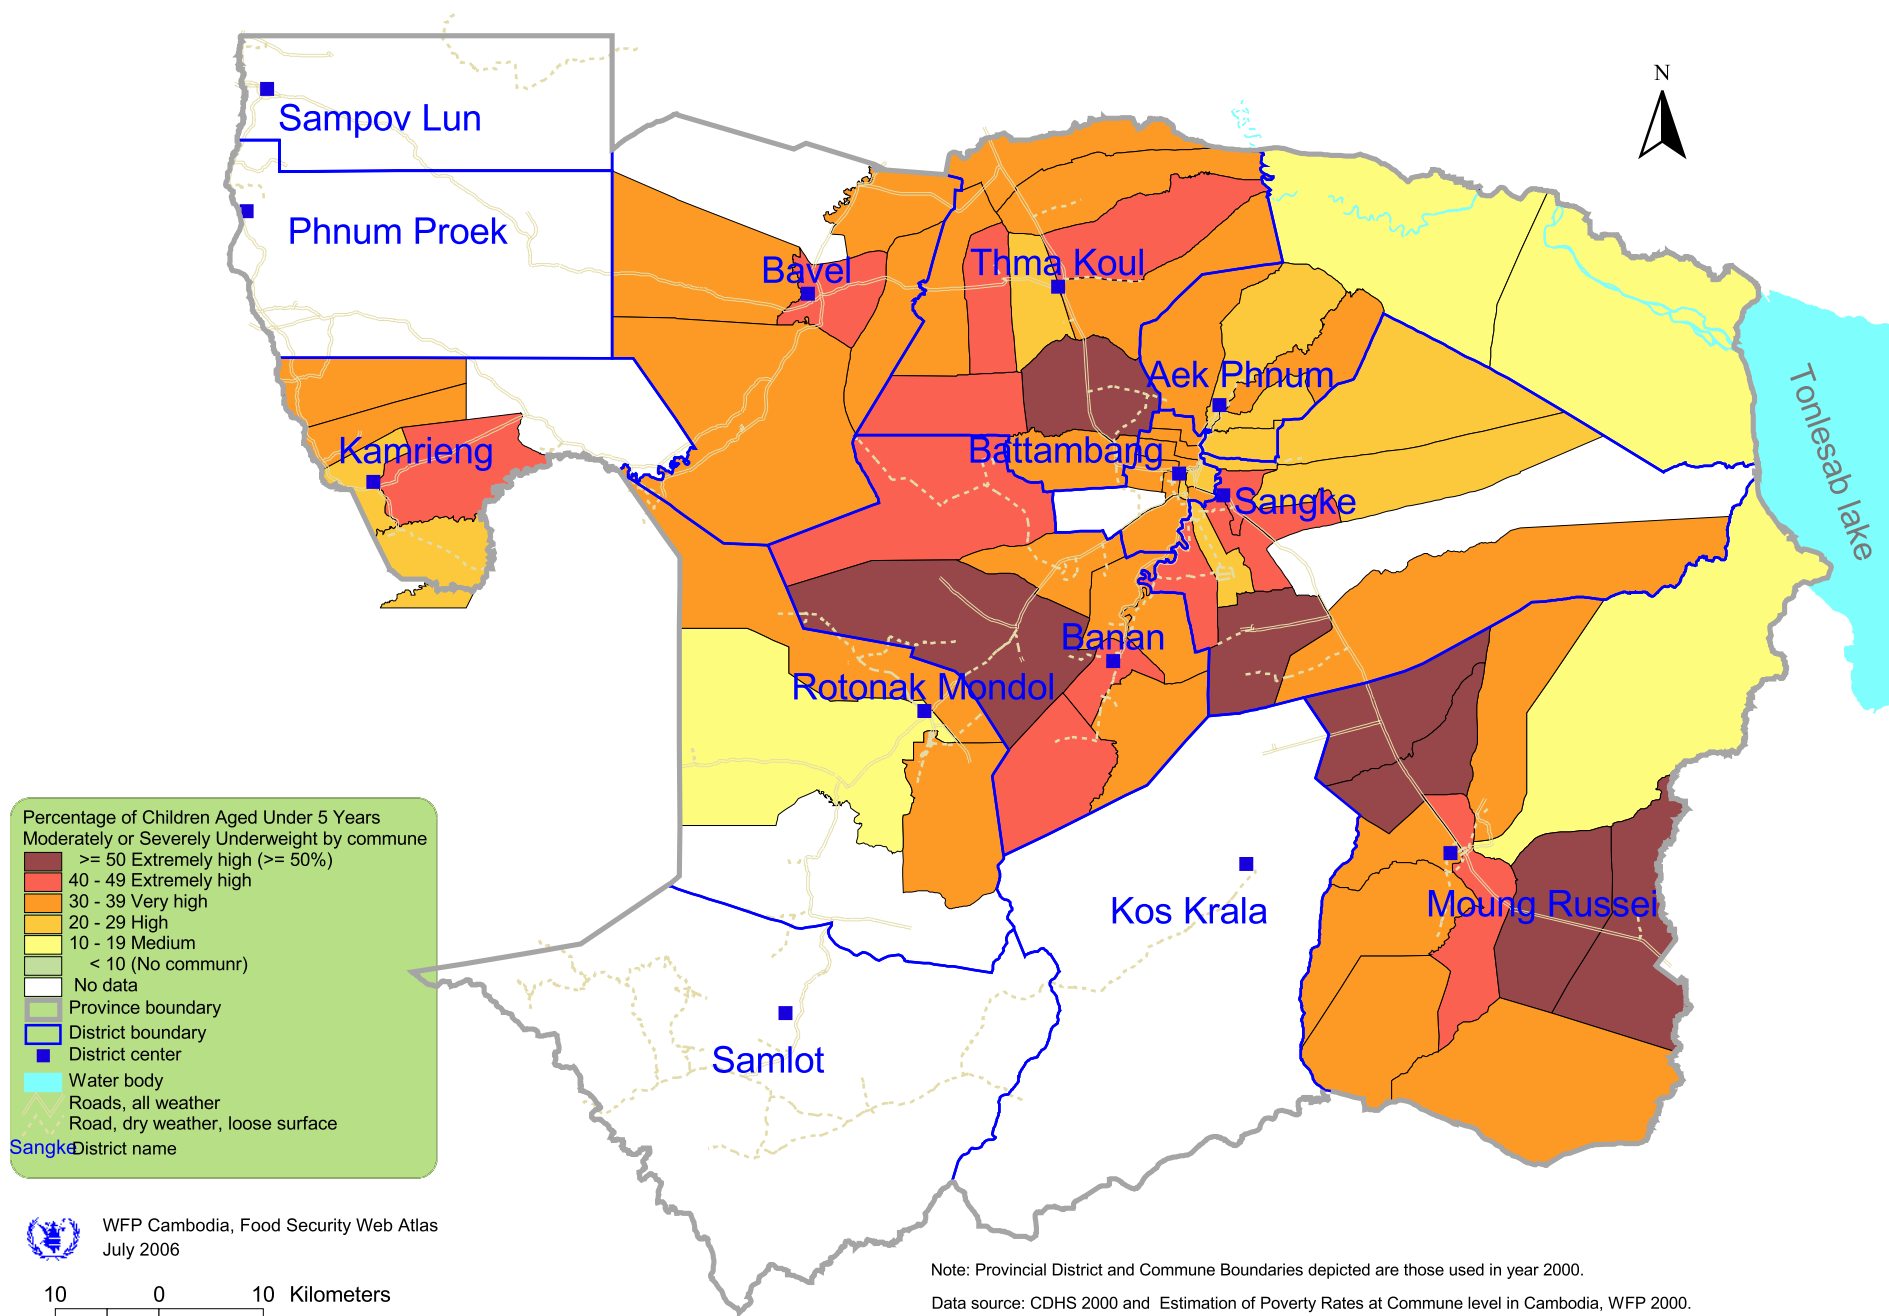 N
Sampov Lun
Phnum Proek
Bavel
Thma Koul
Aek Phnum
Tonlesab lake
Kamrieng
Battambang
Sangke
Banan
Rotonak Mondol
Kos Krala
Moung Russei
Samlot
Percentage of Children Aged Under 5 Years
Moderately or Severely Underweight by commune
>= 50 Extremely high (>= 50%)
40 - 49 Extremely high
30 - 39 Very high
20 - 29 High
10 - 19 Medium
< 10 (No communr)
No data
Province boundary
District boundary
District center
Water body
Roads, all weather
Road, dry weather, loose surface
Sangke District name
WFP Cambodia, Food Security Web Atlas
July 2006
10 0 10 Kilometers
Note: Provincial District and Commune Boundaries depicted are those used in year 2000.
Data source: CDHS 2000 and Estimation of Poverty Rates at Commune level in Cambodia, WFP 2000.